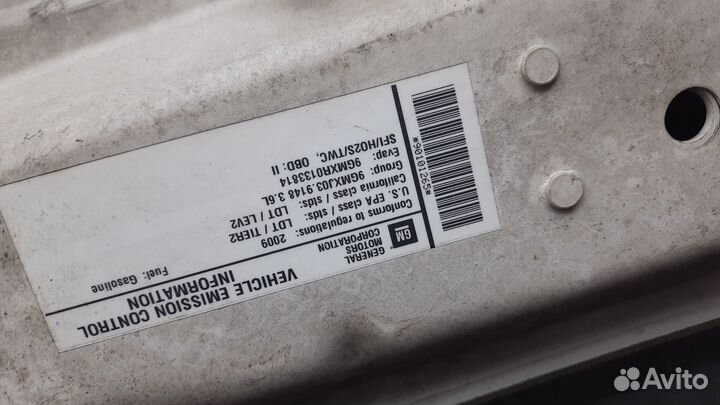 VEHICLE EMISSION CONTROL
INFORMATION
Fuel: Gasoline
GM
GENERAL
MOTORS
CORPORATION
Conforms to regulations: 2009
U.S. EPA class / stds: LDT / TIER2
California class / stds: LDT / LEV2
Group: 9GMXJ03.9148 3.6L
Evap: 9GMXR0133814
SFI/HO2S/TWC, OBD: II
*90101265*
Avito